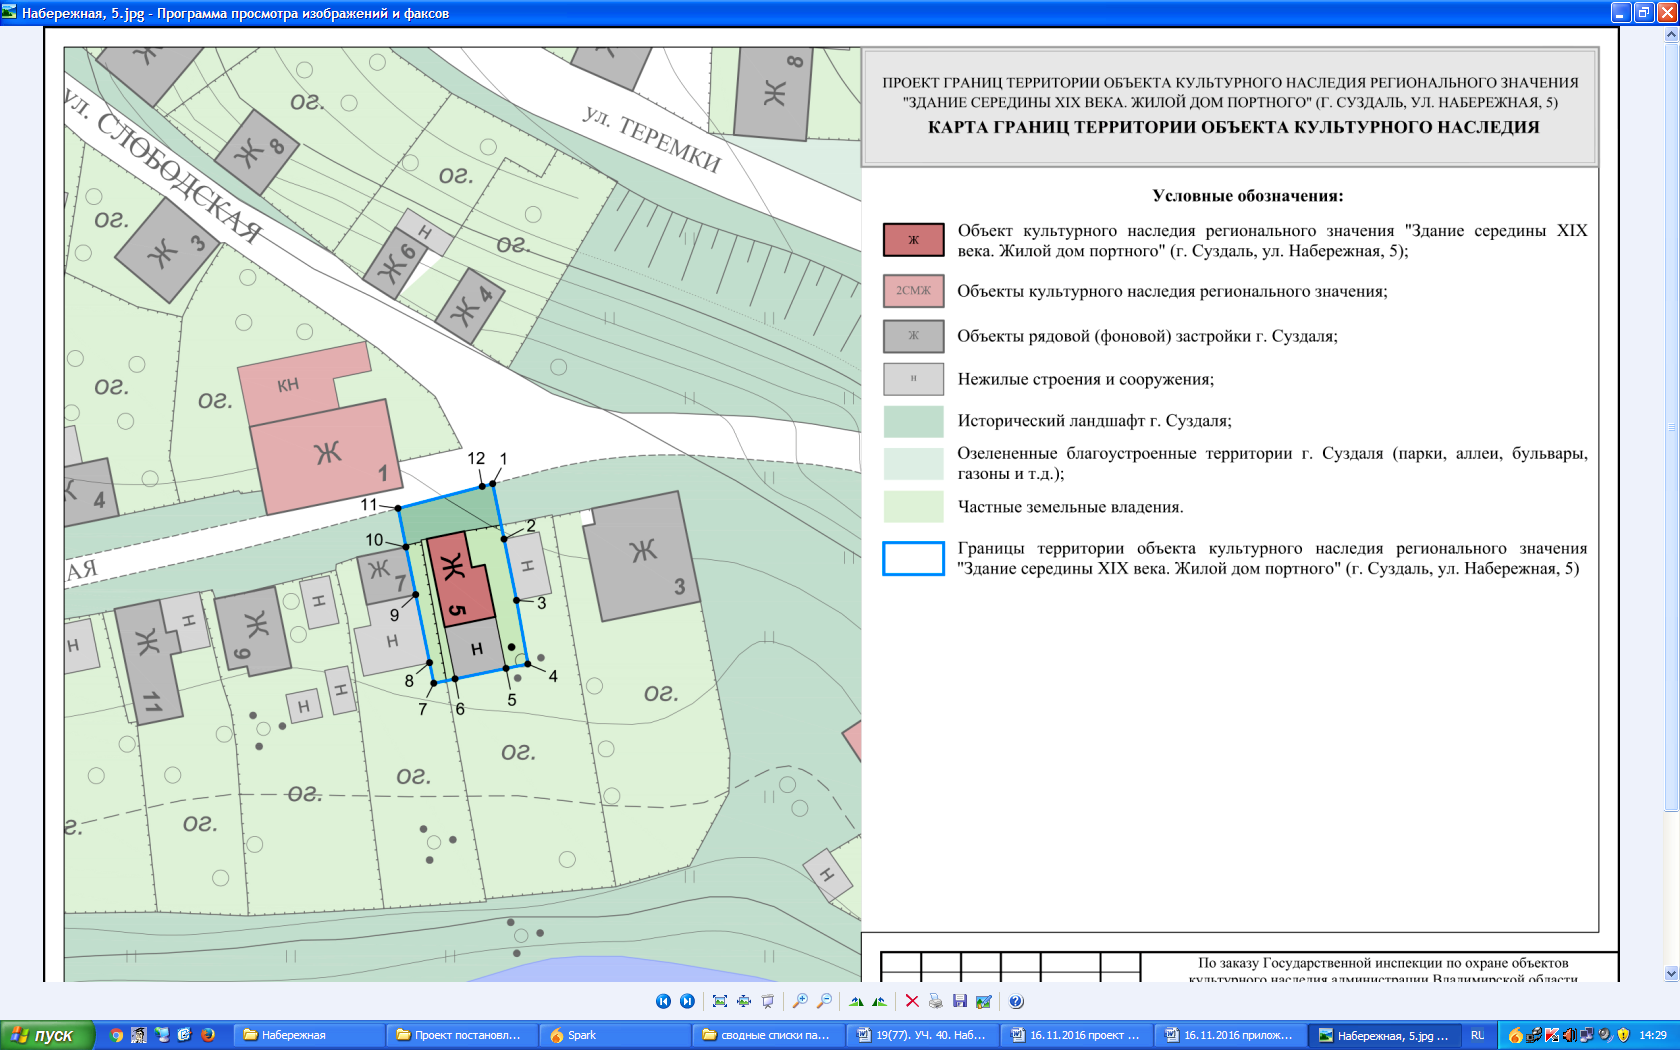 Набережная, 5.jpg - Программа просмотра изображений и факсов
ПРОЕКТ ГРАНИЦ ТЕРРИТОРИИ ОБЪЕКТА КУЛЬТУРНОГО НАСЛЕДИЯ РЕГИОНАЛЬНОГО ЗНАЧЕНИЯ
"ЗДАНИЕ СЕРЕДИНЫ XIX ВЕКА. ЖИЛОЙ ДОМ ПОРТНОГО" (Г. СУЗДАЛЬ, УЛ. НАБЕРЕЖНАЯ, 5)
КАРТА ГРАНИЦ ТЕРРИТОРИИ ОБЪЕКТА КУЛЬТУРНОГО НАСЛЕДИЯ
Условные обозначения:
Ж
Объект культурного наследия регионального значения "Здание середины XIX
века. Жилой дом портного" (г. Суздаль, ул. Набережная, 5);
2СМЖ
Объекты культурного наследия регионального значения;
Ж
Объекты рядовой (фоновой) застройки г. Суздаля;
н
Нежилые строения и сооружения;
Исторический ландшафт г. Суздаля;
Озелененные благоустроенные территории г. Суздаля (парки, аллеи, бульвары,
газоны и т.д.);
Частные земельные владения.
Границы территории объекта культурного наследия регионального значения
"Здание середины XIX века. Жилой дом портного" (г. Суздаль, ул. Набережная, 5)
По заказу Государственной инспекции по охране объектов
культурного наследия администрации Владимирской области
ул. СЛОБОДСКАЯ
ул. ТЕРЕМКИ
АЯ
Ж
ог.
Ж 8
Ж 8
ог.
ог.
Ж 3
н
Ж 6
ог.
Ж 4
ог.
ог.
кн
Ж 1
Ж 4
12
1
11
2
10
3
9
4
8
5
7
6
Ж 5
н
Ж 7
н
н
Ж 3
н
н
Ж 11
Ж 9
н
н
н
ог.
ог.
ог.
ог.
ог.
г.
н
пуск
Набережная
Проект постановл...
Spark
сводные списки па...
19(77). УЧ. 40. Наб...
16.11.2016 проект ...
16.11.2016 прилож...
Набережная, 5.jpg ...
RU
14:29